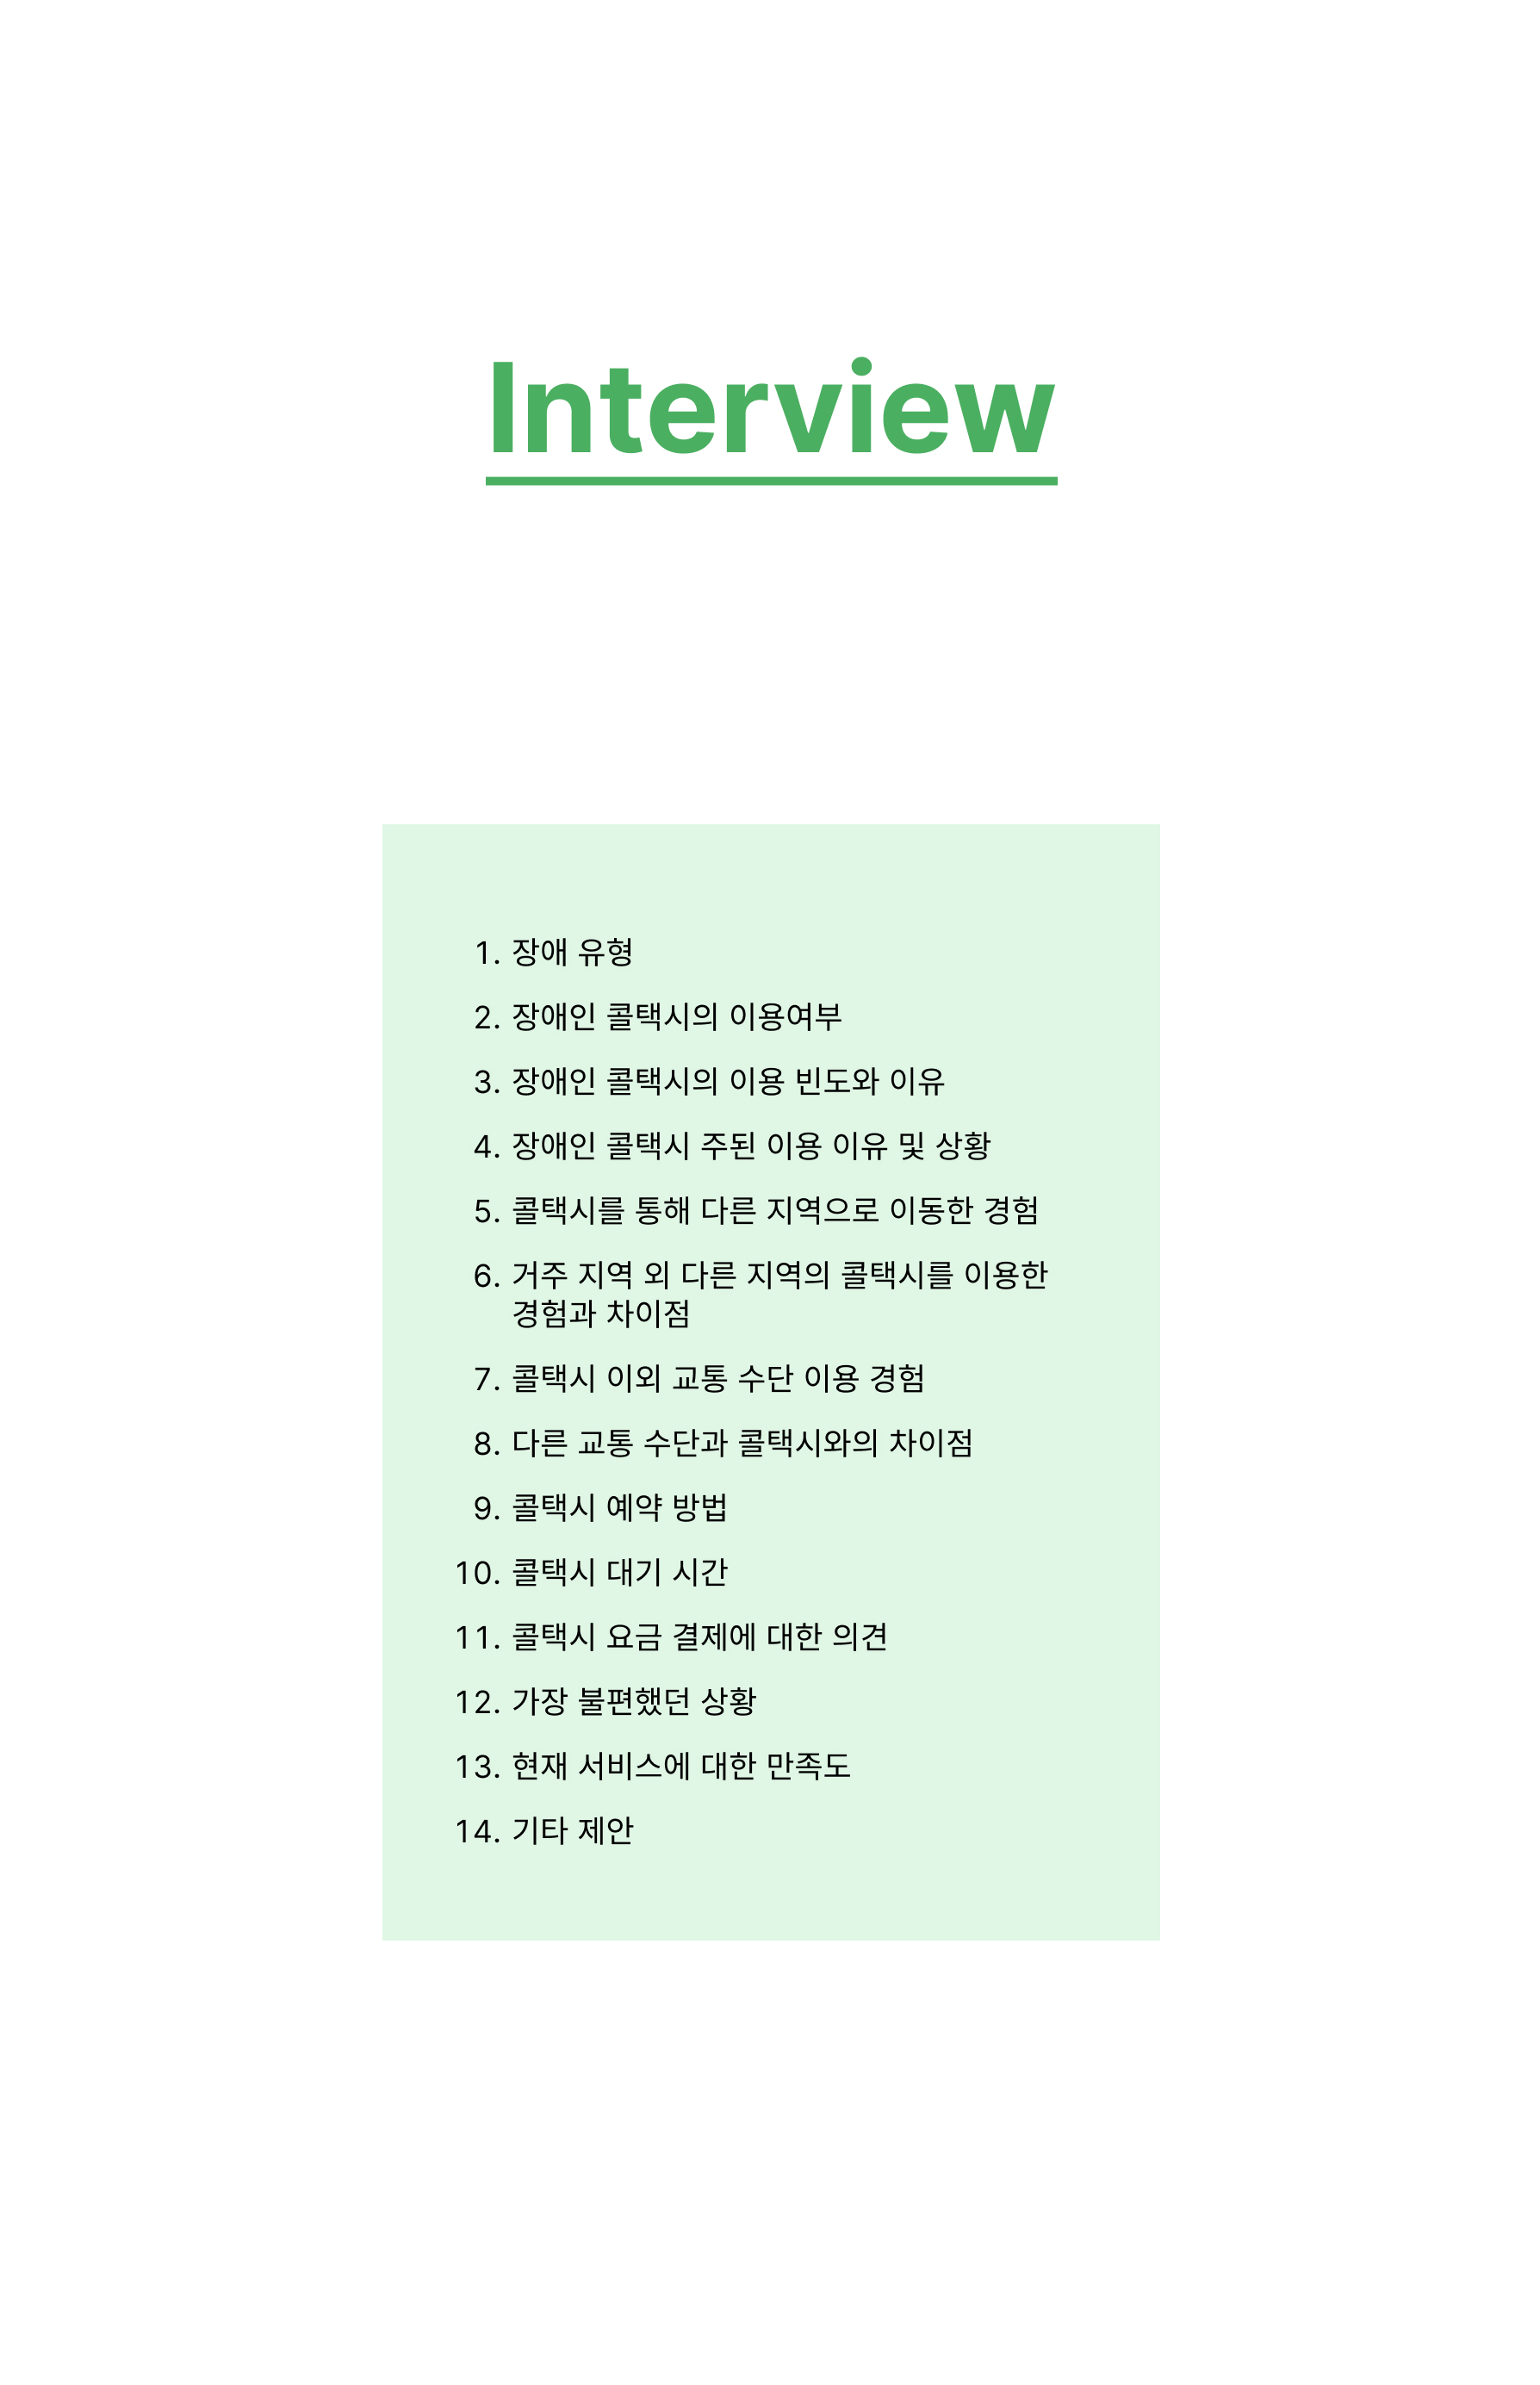 Interview
1. 장애 유형
2. 장애인 콜택시의 이용여부
3. 장애인 콜택시의 이용 빈도와 이유
4. 장애인 콜택시 주된 이용 이유 및 상황
5. 콜택시를 통해 다른 지역으로 이동한 경험
6. 거주 지역 외 다른 지역의 콜택시를 이용한
경험과 차이점
7. 콜택시 이외 교통 수단 이용 경험
8. 다른 교통 수단과 콜택시와의 차이점
9. 콜택시 예약 방법
10. 콜택시 대기 시간
11. 콜택시 요금 결제에 대한 의견
12. 가장 불편했던 상황
13. 현재 서비스에 대한 만족도
14. 기타 제안